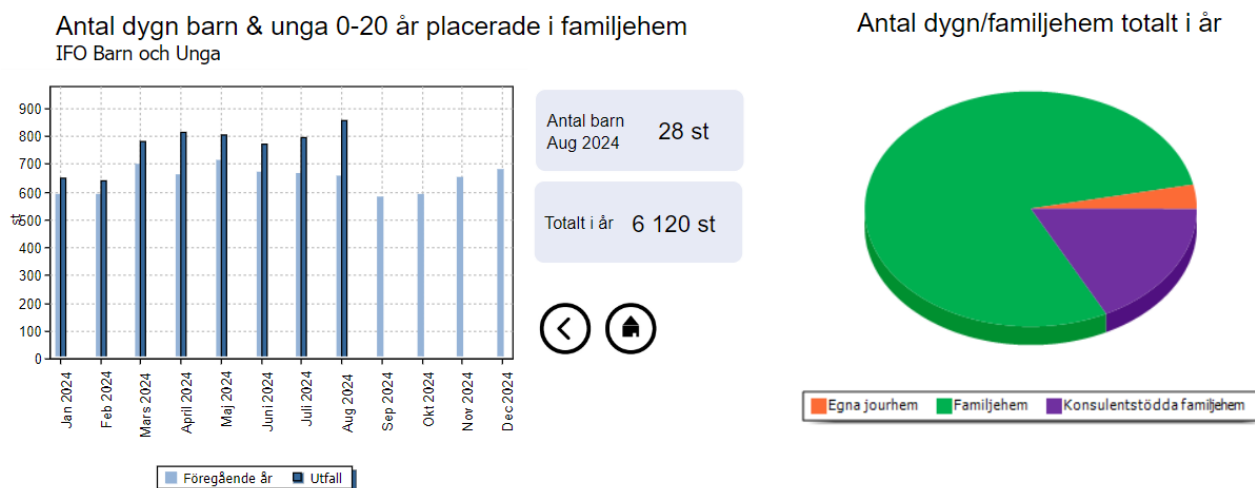 Antal dygn barn & unga 0-20 år placerade i familjehem
IFO Barn och Unga
900
800
700
600
500
400
300
200
100
0
st
Jan 2024
Feb 2024
Mars 2024
April 2024
Maj 2024
Juni 2024
Juli 2024
Aug 2024
Sep 2024
Okt 2024
Nov 2024
Dec 2024
Föregående år
Utfall
Antal barn
Aug 2024
28 st
Totalt i år
6 120 st
Antal dygn/familjehem totalt i år
Egna jourhem
Familjehem
Konsulentstödda familjehem